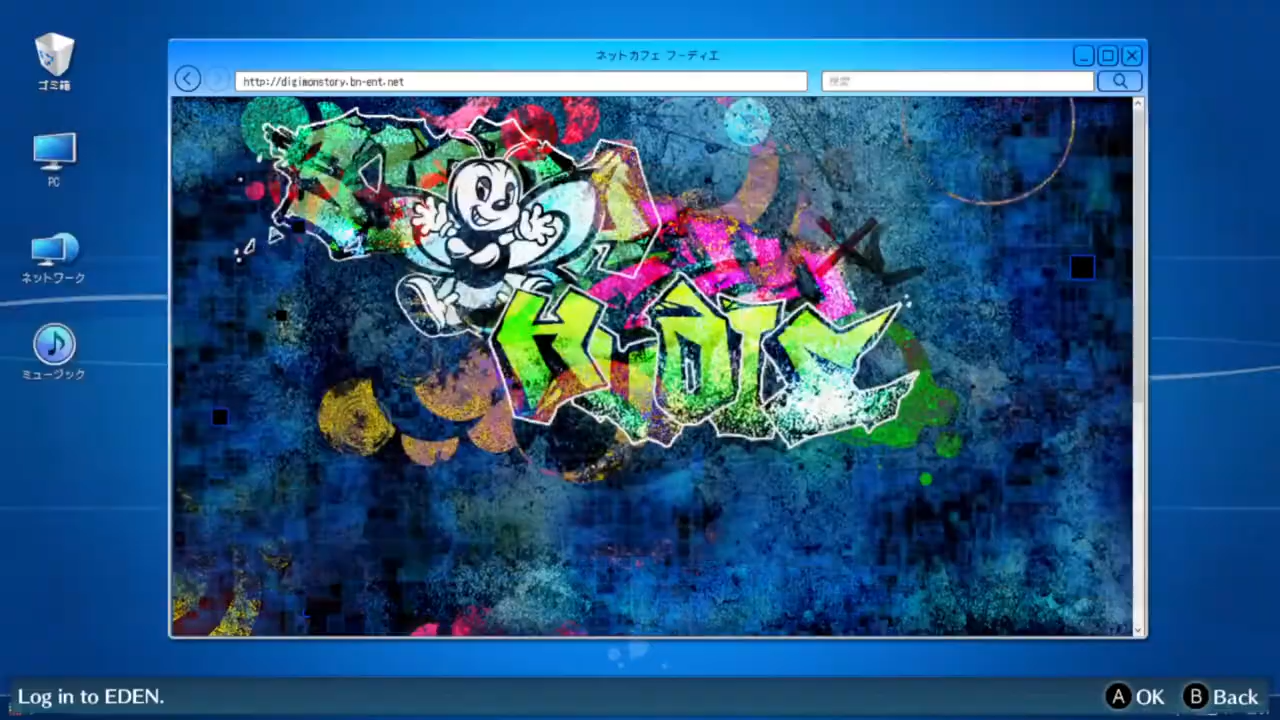 ゴミ箱
PC
ネットワーク
ミュージック
ネットカフェ フーディエ
http://digimonstory.bn-ent.net
検索
Log in to EDEN.
A OK B Back